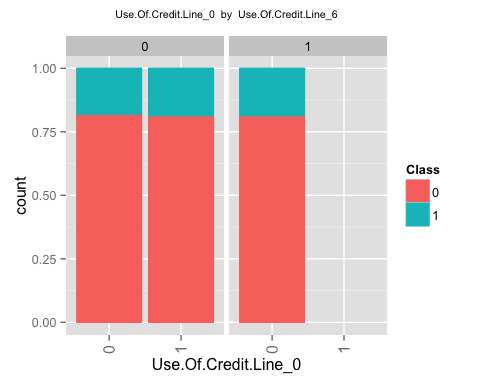 Use.Of.Credit.Line_0 by Use.Of.Credit.Line_6
0 1
1.00
0.75
0.50
0.25
0.00
count
0 1 0 1
Use.Of.Credit.Line_0
Class
0
1